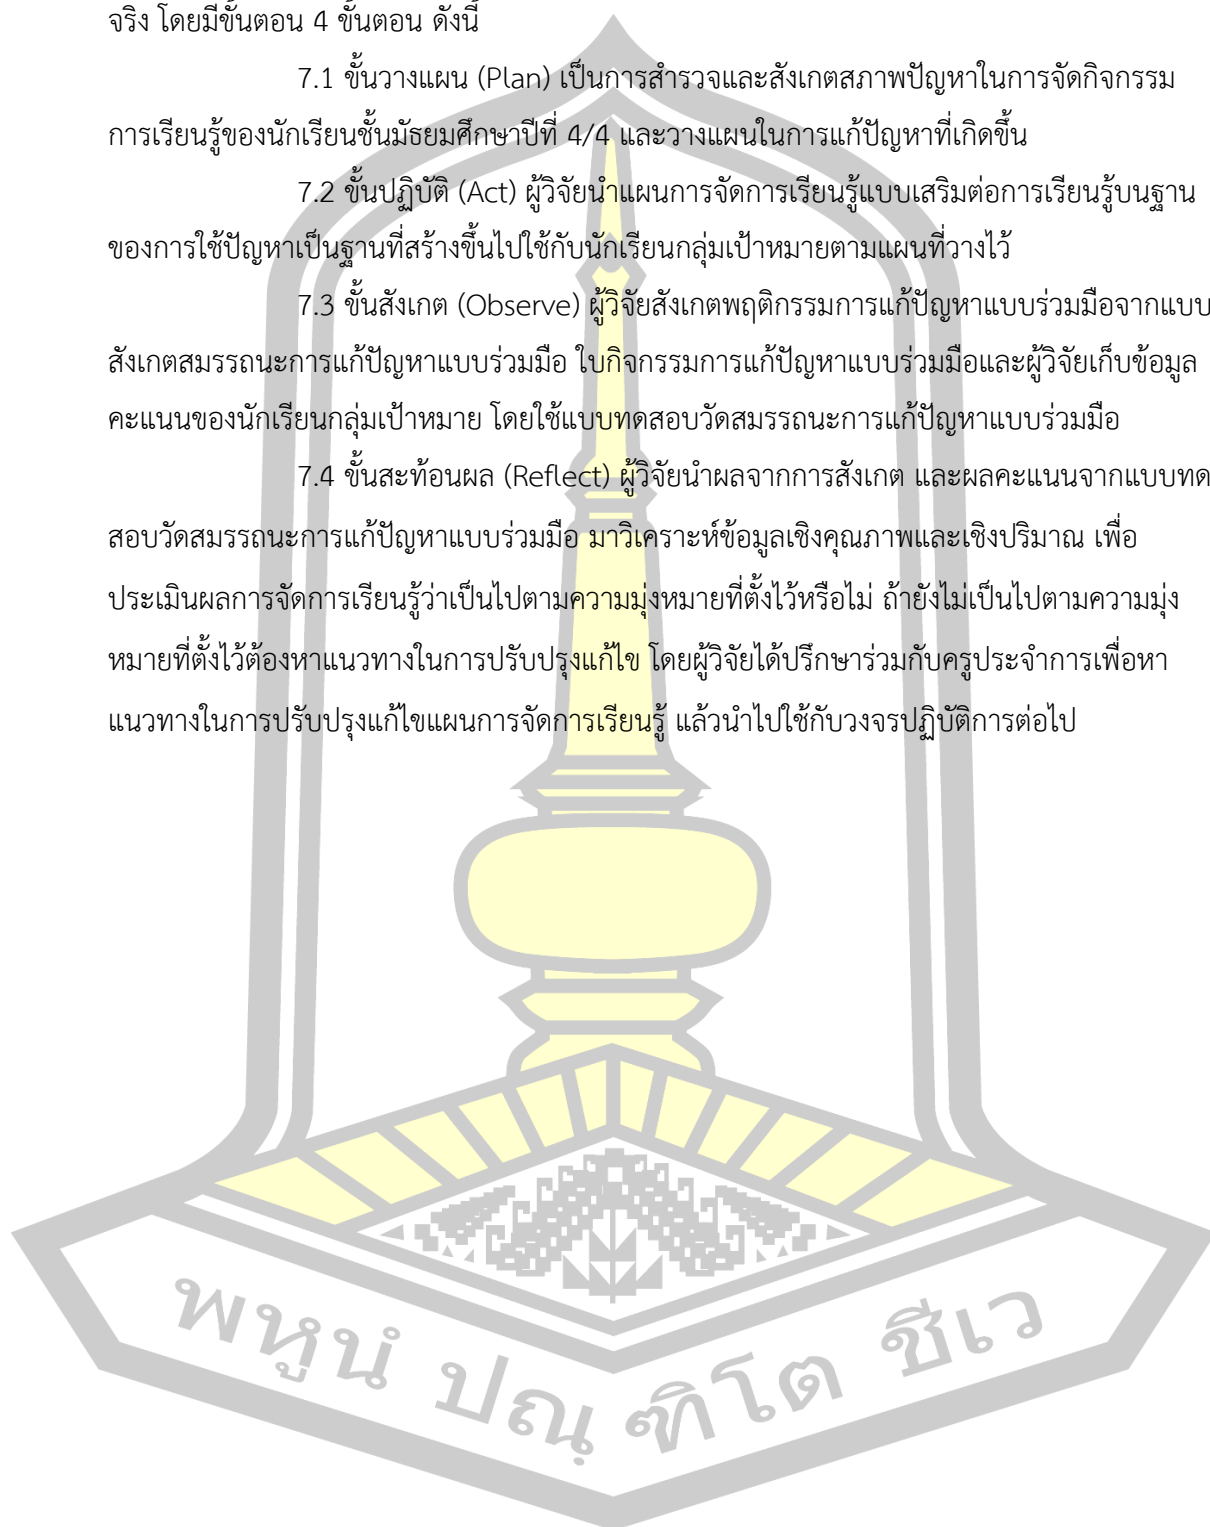 จริง โดยมีขั้นตอน 4 ขั้นตอน ดังนี้
7.1 ขั้นวางแผน (Plan) เป็นการสำรวจและสังเกตสภาพปัญหาในการจัดกิจกรรม
การเรียนรู้ของนักเรียนชั้นมัธยมศึกษาปีที่ 4/4 และวางแผนในการแก้ปัญหาที่เกิดขึ้น
7.2 ขั้นปฏิบัติ (Act) ผู้วิจัยนำแผนการจัดการเรียนรู้แบบเสริมต่อการเรียนรู้บนฐาน
ของการใช้ปัญหาเป็นฐานที่สร้างขึ้นไปใช้กับนักเรียนกลุ่มเป้าหมายตามแผนที่วางไว้
7.3 ขั้นสังเกต (Observe) ผู้วิจัยสังเกตพฤติกรรมการแก้ปัญหาแบบร่วมมือจากแบบ
สังเกตสมรรถนะการแก้ปัญหาแบบร่วมมือ ใบกิจกรรมการแก้ปัญหาแบบร่วมมือและผู้วิจัยเก็บข้อมูล
คะแนนของนักเรียนกลุ่มเป้าหมาย โดยใช้แบบทดสอบวัดสมรรถนะการแก้ปัญหาแบบร่วมมือ
7.4 ขั้นสะท้อนผล (Reflect) ผู้วิจัยนำผลจากการสังเกต และผลคะแนนจากแบบทด
สอบวัดสมรรถนะการแก้ปัญหาแบบร่วมมือ มาวิเคราะห์ข้อมูลเชิงคุณภาพและเชิงปริมาณ เพื่อ
ประเมินผลการจัดการเรียนรู้ว่าเป็นไปตามความมุ่งหมายที่ตั้งไว้หรือไม่ ถ้ายังไม่เป็นไปตามความมุ่ง
หมายที่ตั้งไว้ต้องหาแนวทางในการปรับปรุงแก้ไข โดยผู้วิจัยได้ปรึกษาร่วมกับครูประจำการเพื่อหา
แนวทางในการปรับปรุงแก้ไขแผนการจัดการเรียนรู้ แล้วนำไปใช้กับวงจรปฏิบัติการต่อไป
พหูนํ ปณฺฑิโต ชีเว